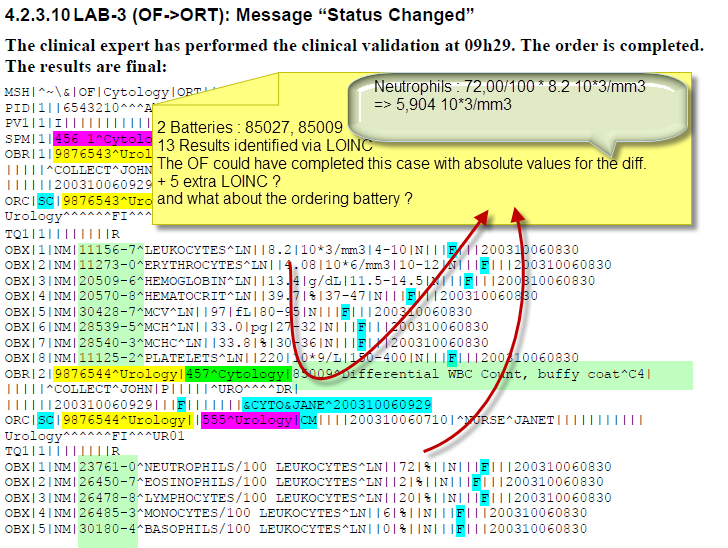 4.2.3.10 LAB-3 (OF->ORT): Message “Status Changed”
The clinical expert has performed the clinical validation at 09h29. The order is completed.
The results are final:
MSH|^~\&|OF|Cytology|ORT||
PID|1||6543210^^^A
PV1|1|I||||||||||||
SPM|1|456-1^Cytolo
OBR|1|9876543^Urol
|||||^COLLECT^JOHN
||||||200310060929
ORC|SC|9876543^Urol
Urology^^^^^^FI^^^
TQ1|1||||||||R
Neutrophils : 72,00/100 * 8.2 10*3/mm3
=> 5,904 10*3/mm3
2 Batteries : 85027, 85009
13 Results identified via LOINC
The OF could have completed this case with absolute values for the diff.
+ 5 extra LOINC ?
and what about the ordering battery ?
OBX|1|NM|11156-7^LEUKOCYTES^LN||8.2|10*3/mm3|4-10|N|||F|||200310060830
OBX|2|NM|11273-0^ERYTHROCYTES^LN||4.08|10*6/mm3|10-12|N|||F|||200310060830
OBX|3|NM|20509-6^HEMOGLOBIN^LN||13.4|g/dL|11.5-14.5|N|||F|||200310060830
OBX|4|NM|20570-8^HEMATOCRIT^LN||39.7|%|37-47|N|||F|||200310060830
OBX|5|NM|30428-7^MCV^LN||97|fL|80-95|N|||F|||200310060830
OBX|6|NM|28539-5^MCH^LN||33.0|pg|27-32|N|||F|||200310060830
OBX|7|NM|28540-3^MCHC^LN||33.8|%|30-36|N|||F|||200310060830
OBX|8|NM|11125-2^PLATELETS^LN||220|10*9/L|150-400|N|||F|||200310060830
OBR|2|9876544^Urology|457^Cytology|85009^Differential WBC Count, buffy coat^C4|
|||||^COLLECT^JOHN|P|||||^URO^^^^DR|
||||||200310060929|||F|||||||&CYTO&JANE^200310060929
ORC|SC|9876544^Urology||555^Urology|CM||||200310060710|^NURSE^JANET|||||||||||
Urology^^^^^^FI^^^UR01
TQ1|1||||||||R
OBX|1|NM|23761-0^NEUTROPHILS/100 LEUKOCYTES^LN||72|%||N|||F|||200310060830
OBX|2|NM|26450-7^EOSINOPHILS/100 LEUKOCYTES^LN||2|%||N|||F|||200310060830
OBX|3|NM|26478-8^LYMPHOCYTES/100 LEUKOCYTES^LN||20|%||N|||F|||200310060830
OBX|4|NM|26485-3^MONOCYTES/100 LEUKOCYTES^LN||6|%||N|||F|||200310060830
OBX|5|NM|30180-4^BASOPHILS/100 LEUKOCYTES^LN||0|%||N|||F|||200310060830